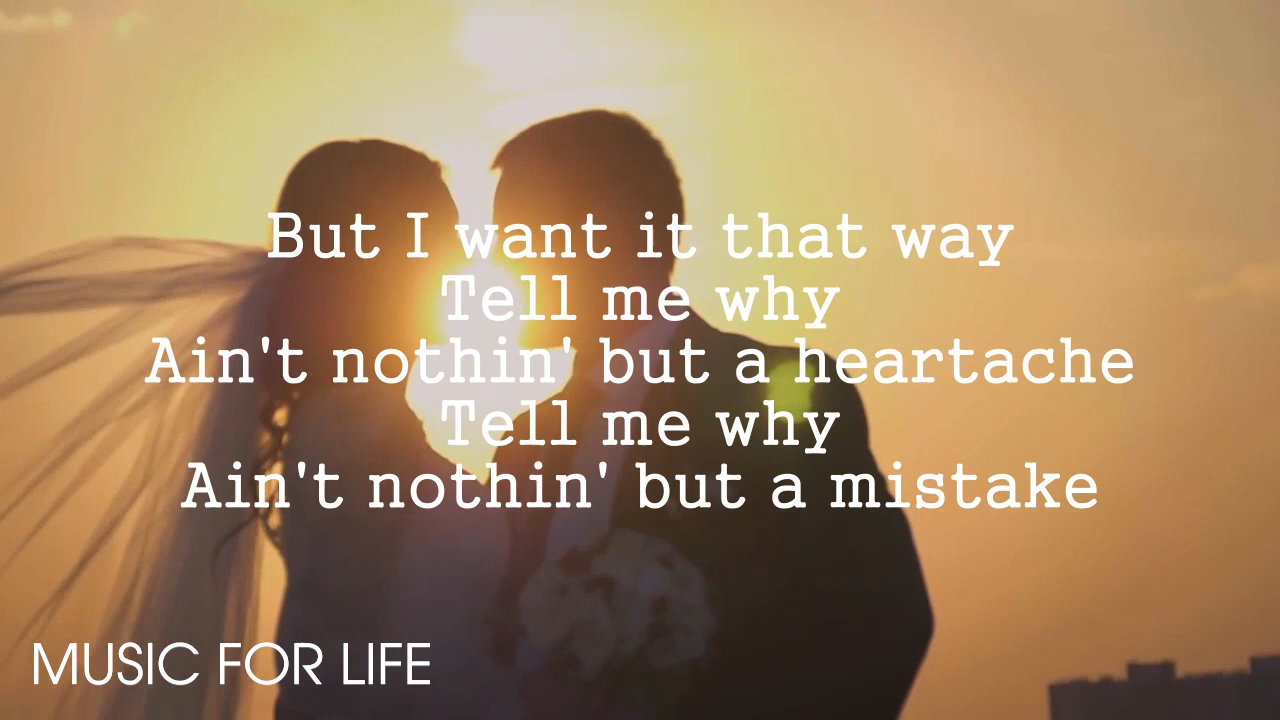 But I want it that way
Tell me why
Ain't nothin' but a heartache
Tell me why
Ain't nothin' but a mistake
MUSIC FOR LIFE